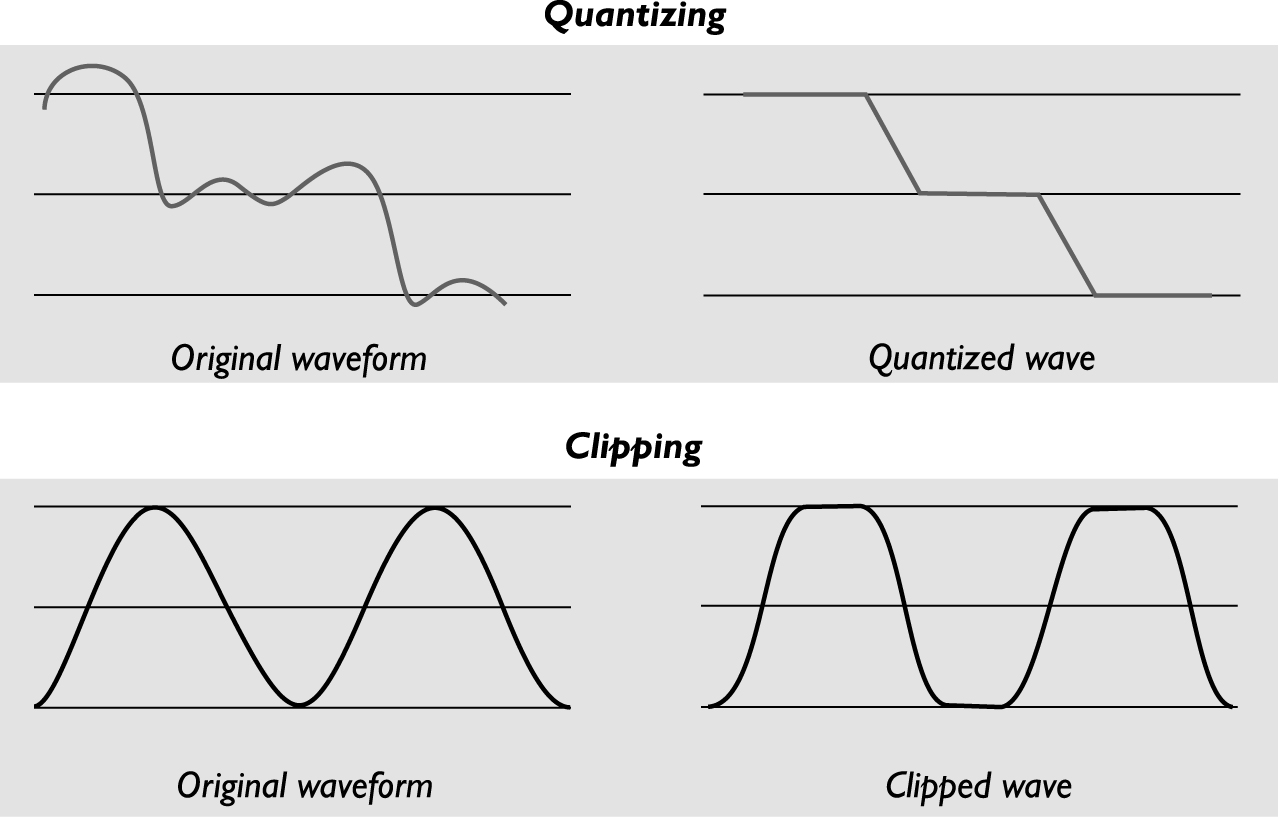 Quantizing
Original waveform
Quantized wave
Clipping
Original waveform
Clipped wave